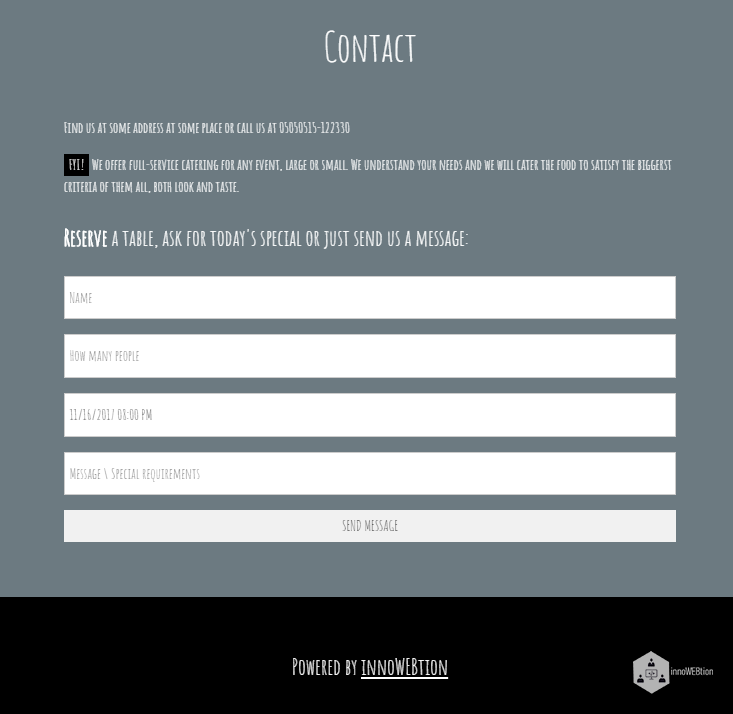 Contact
Find us at some address at some place or call us at 05050515-122330
FYI! We offer full-service catering for any event, large or small. We understand your needs and we will cater the food to satisfy the biggerst
criteria of them all, both look and taste.
Reserve a table, ask for today's special or just send us a message:
Name
How many people
11/16/2017 08:00 PM
Message \ Special requirements
SEND MESSAGE
Powered by innoWEBtion
innoWEBtion